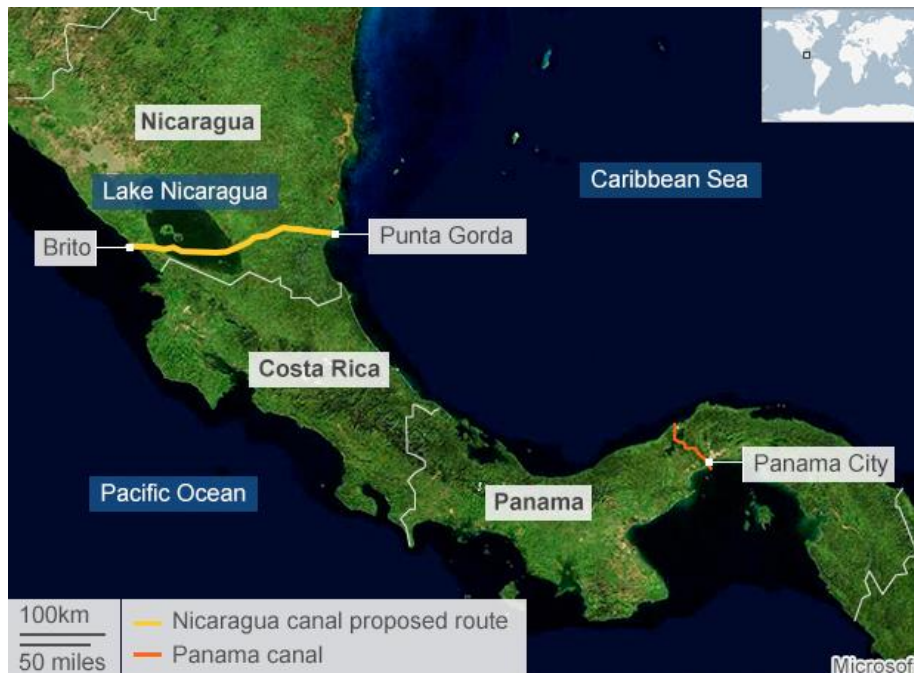 Nicaragua
Lake Nicaragua
Caribbean Sea
Brito
Punta Gorda
Costa Rica
Pacific Ocean
Panama
Panama City
100km
50 miles
Nicaragua canal proposed route
Panama canal
Microsof